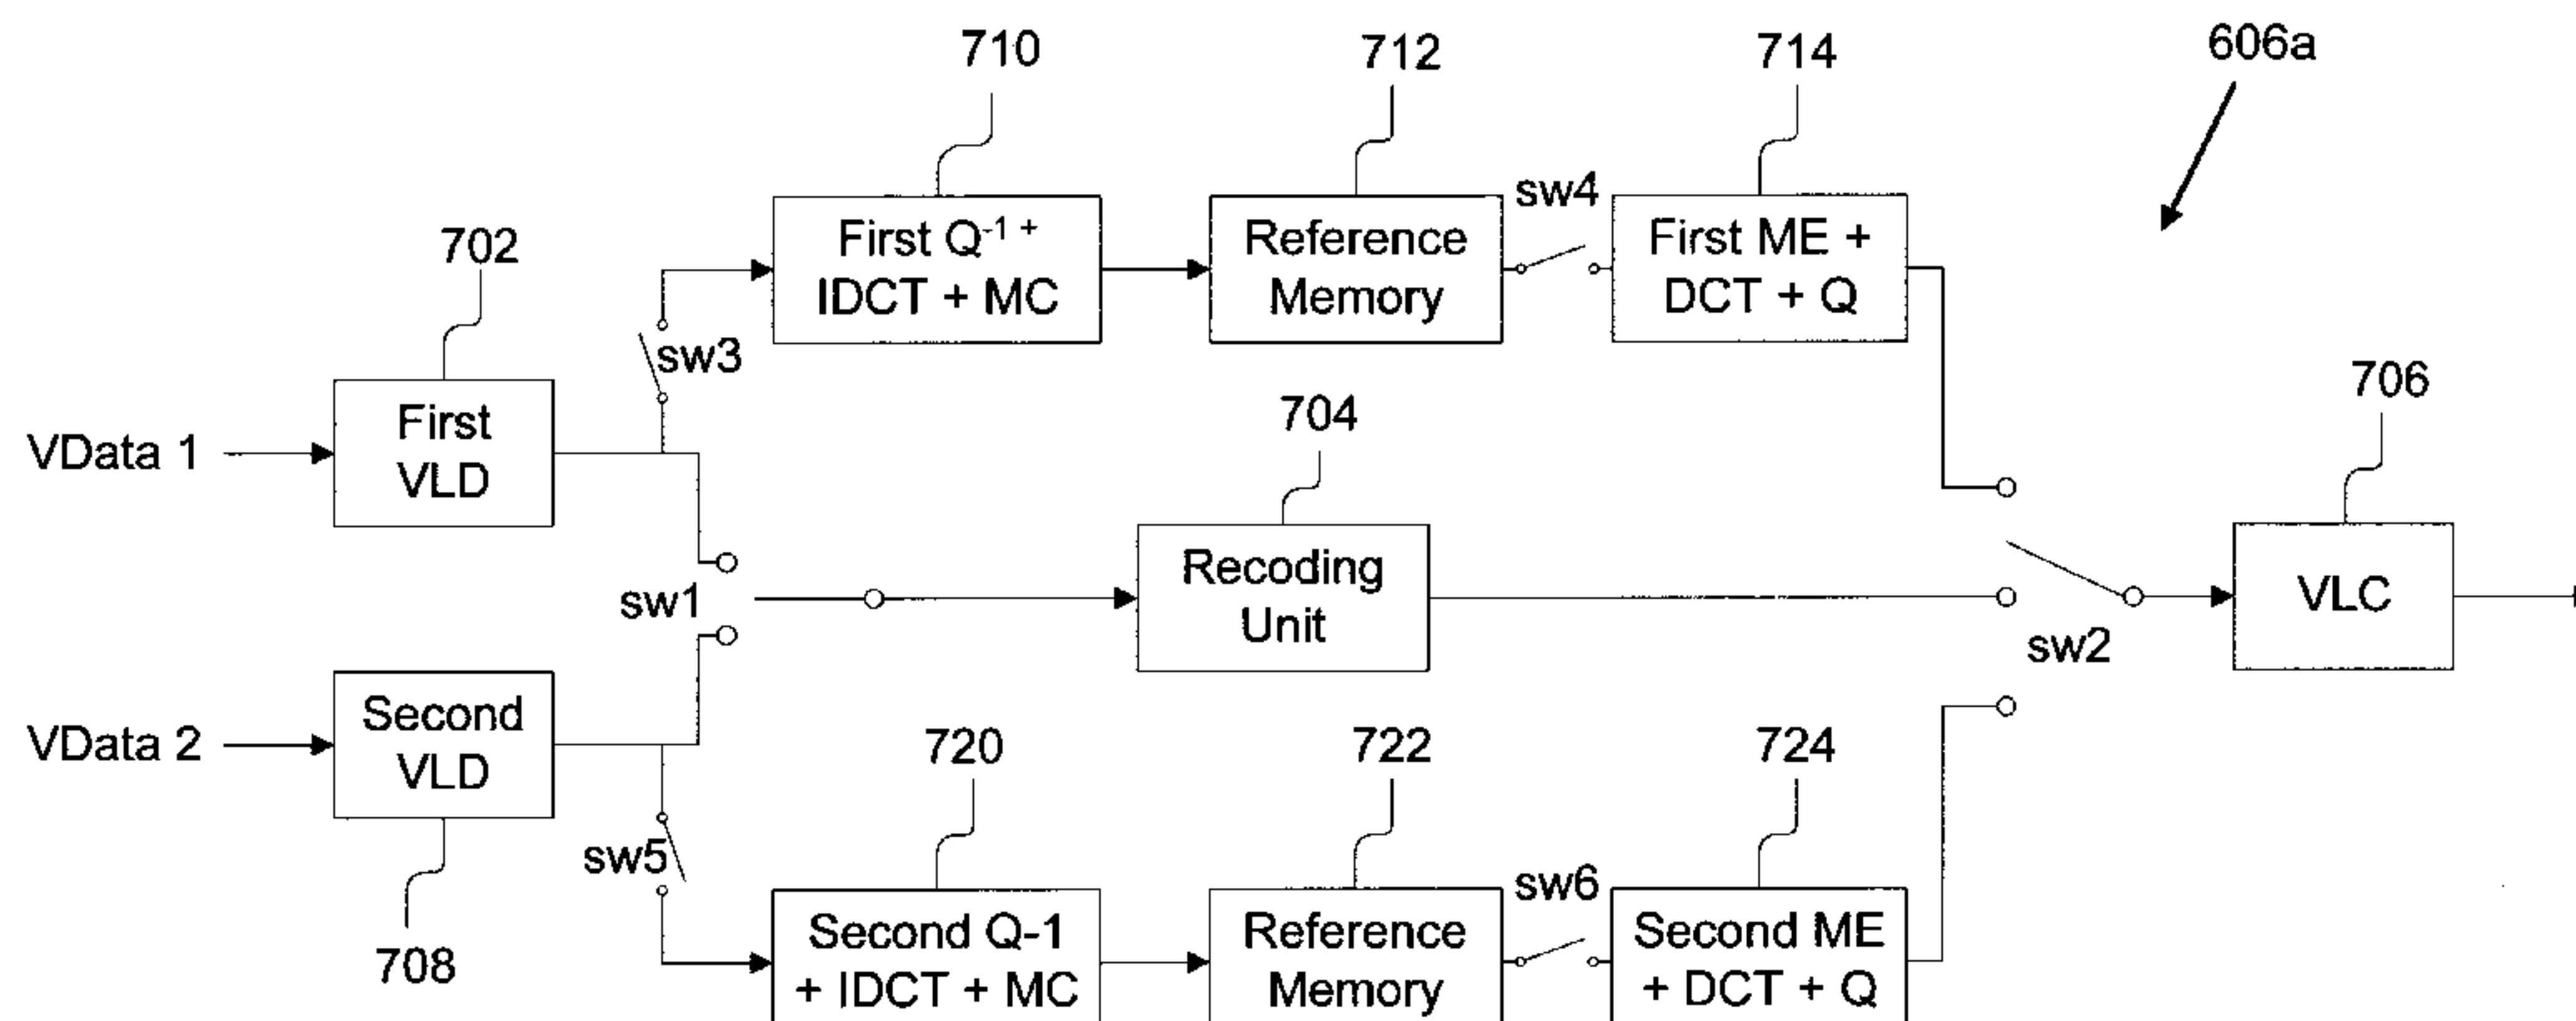 710
712
714
606a
702
First Q-1 +
IDCT + MC
Reference
Memory
sw4
First ME +
DCT + Q
sw3
VData 1
First
VLD
704
706
sw1
Recoding
Unit
sw2
VLC
VData 2
Second
VLD
708
720
722
724
sw5
Second Q-1
+ IDCT + MC
Reference
Memory
sw6
Second ME
+ DCT + Q